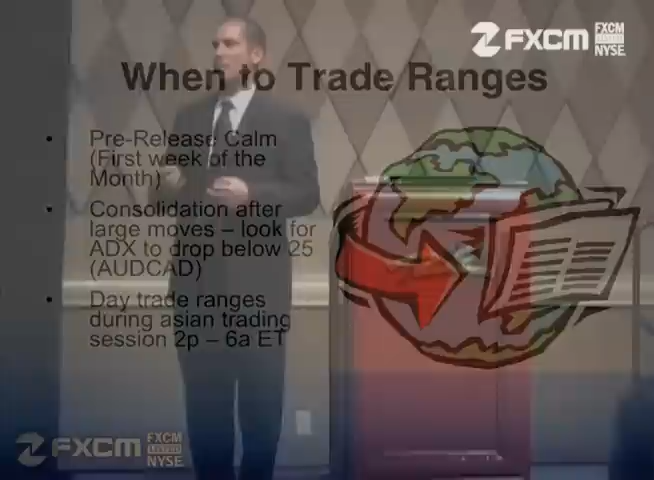 FXCM
FXCM
LISTED
NYSE
When to Trade Ranges
• Pre-Release Calm
(First week of the
Month)
• Consolidation after
large moves – look for
ADX to drop below 25
(AUDCAD)
• Day trade ranges
during asian trading
session 2p – 6a ET
FXCM
FXCM
LISTED
NYSE